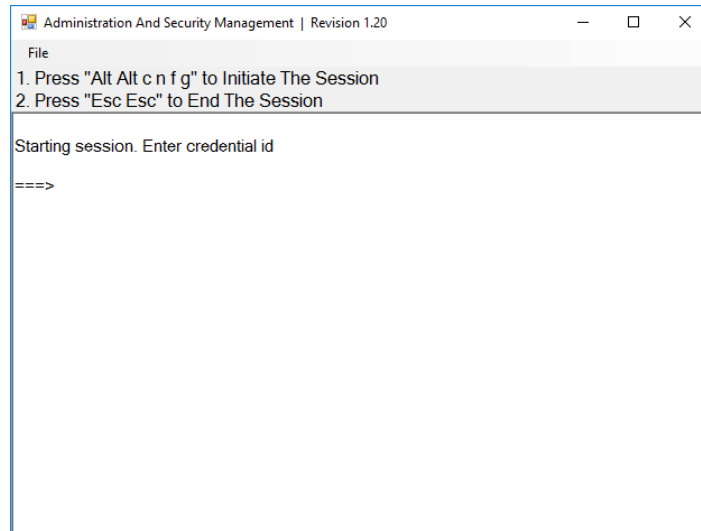 Administration And Security Management | Revision 1.20
File
1. Press "Alt Alt c n f g" to Initiate The Session
2. Press "Esc Esc" to End The Session
Starting session. Enter credential id
===>